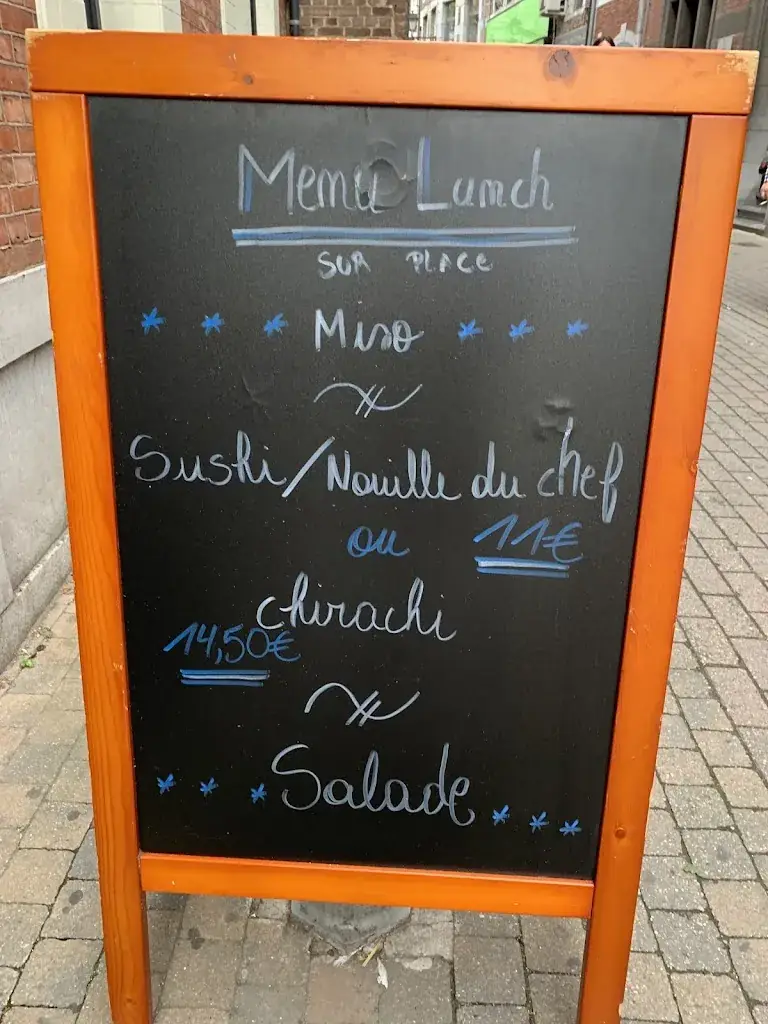 Menu Lunch
SUR PLACE
Miso
Sushi/Nouille du chef
ou 11€
chirachi
14,50€
Salade